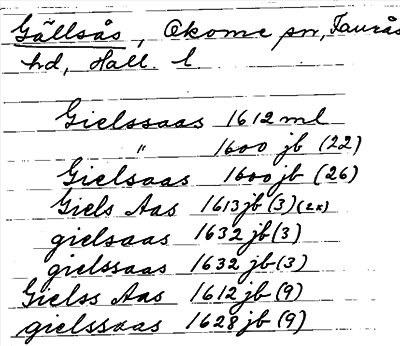 Gällsås, Okome sn, Faurås
hd, Hall. l.
Gielssaas 1612 ml
" 1600 jb (22)
Gielsaas 1600 jb (26)
Giels Aas 1613 jb (3) (2x)
gielsaas 1632 jb (3)
gielssaas 1632 jb (3)
Gielss Aas 1612 jb (9)
gielssaas 1628 jb (9)